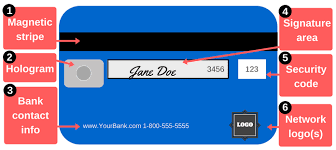 1
Magnetic
stripe
2
Hologram
3
Bank
contact
info
4
Signature
area
5
Security
code
6
Network
logo(s)
Jane Doe
3456
123
www.YourBank.com 1-800-555-5555
LOGO